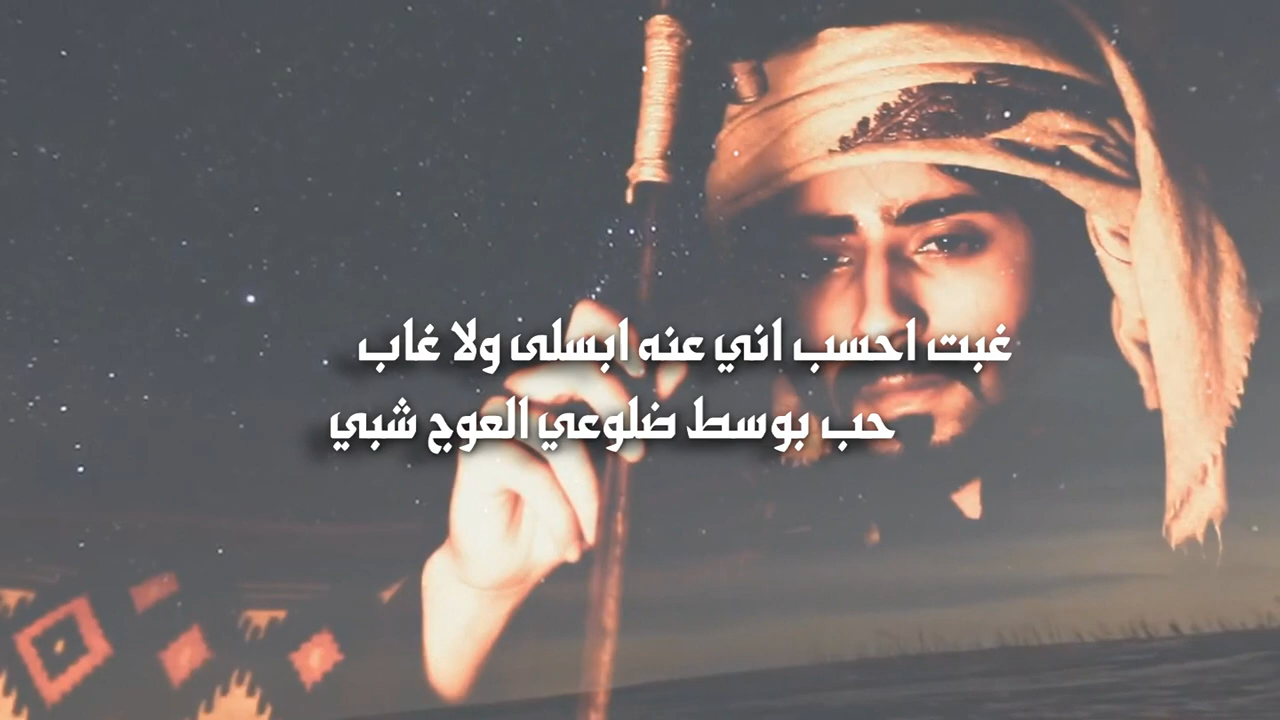 غبت احسب اني عنه ابسلى ولا غاب
حب بوسط ضلوعي العوج شبي